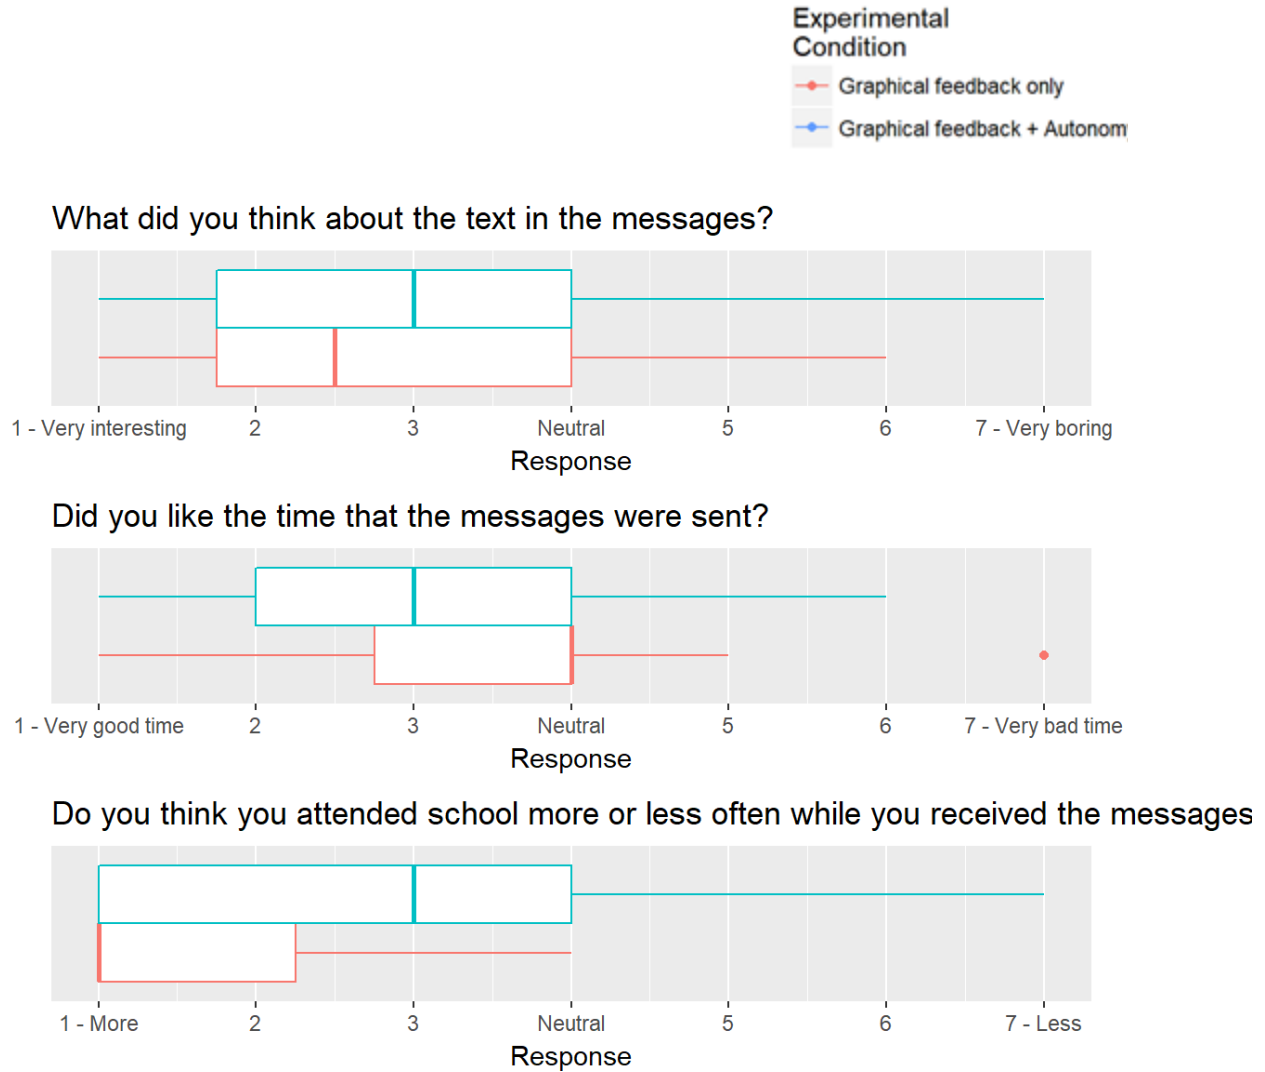 Experimental
Condition
Graphical feedback only
Graphical feedback + Autonom
What did you think about the text in the messages?
1 - Very interesting 2 3 Neutral 5 6 7 - Very boring
Response
Did you like the time that the messages were sent?
1 - Very good time 2 3 Neutral 5 6 7 - Very bad time
Response
Do you think you attended school more or less often while you received the messages
1 - More 2 3 Neutral 5 6 7 - Less
Response